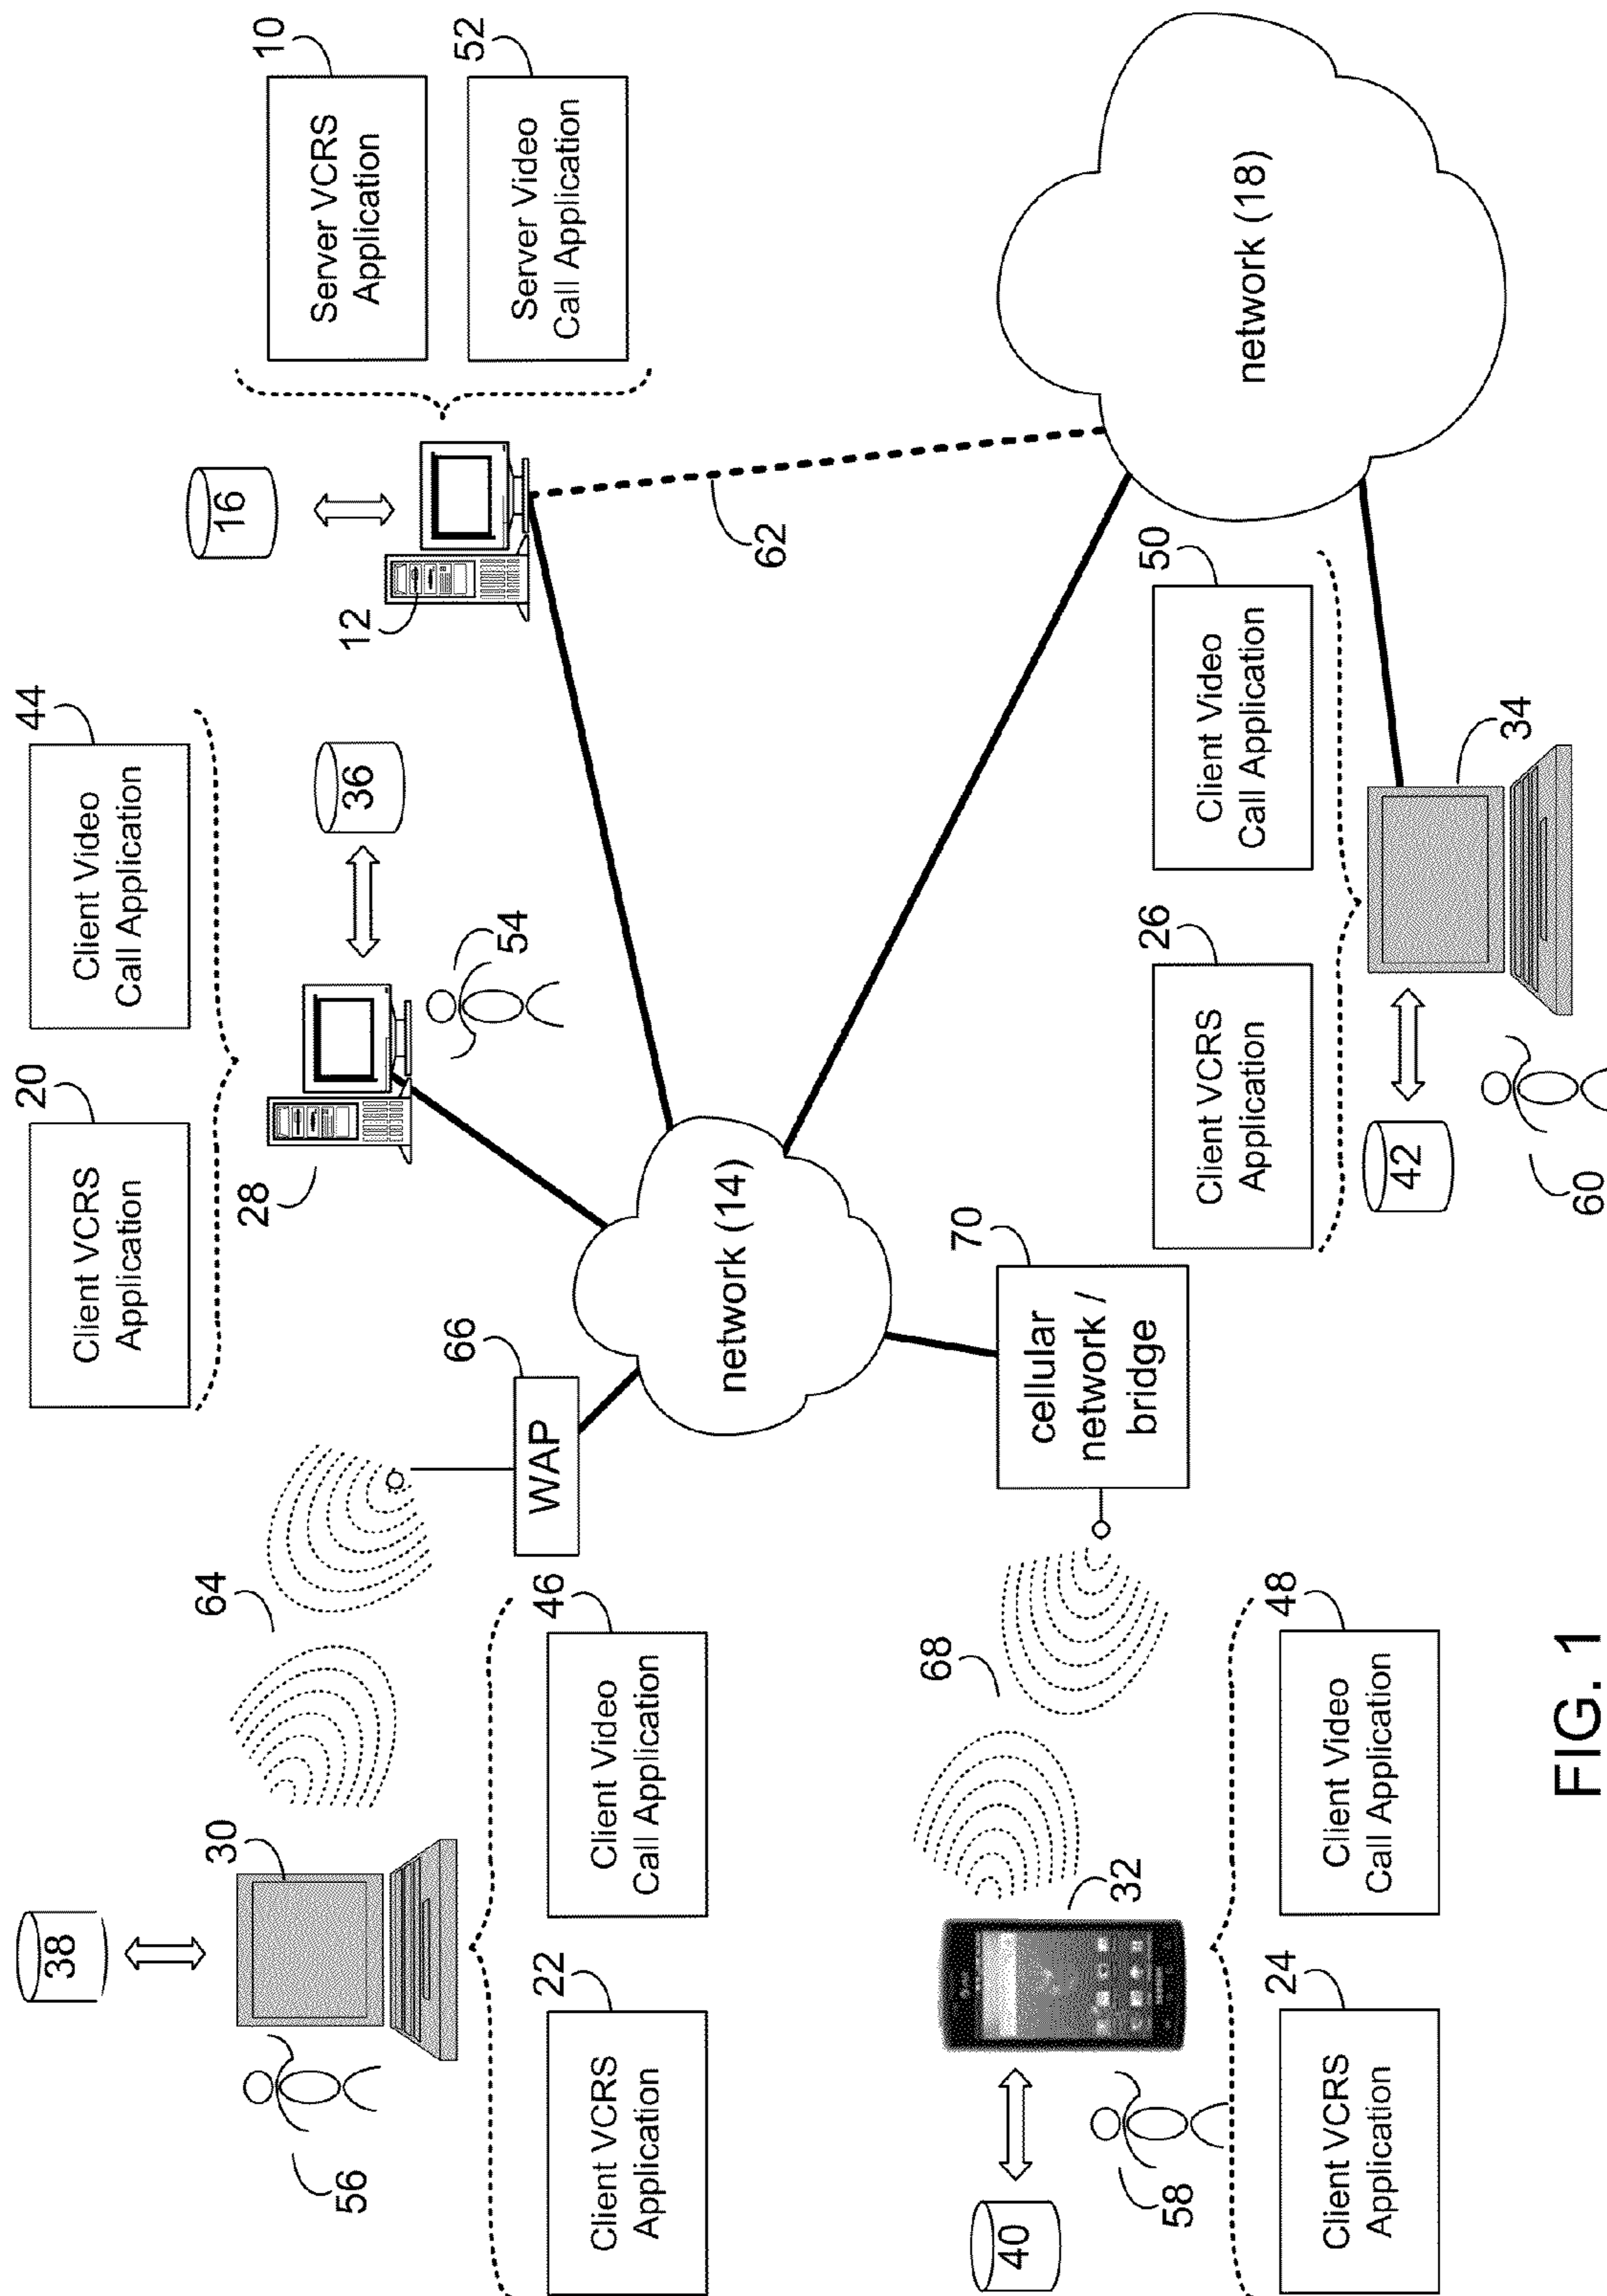 38
30
56
Client VCRS
Application
22
Client Video
Call Application
46
64
WAP
66
Client VCRS
Application
20
Client Video
Call Application
44
28
36
54
16
12
Server VCRS
Application
10
Server Video
Call Application
52
62
network (14)
network (18)
40
58
32
68
Client VCRS
Application
24
Client Video
Call Application
48
cellular
network /
bridge
70
Client VCRS
Application
26
Client Video
Call Application
50
42
60
34
FIG. 1